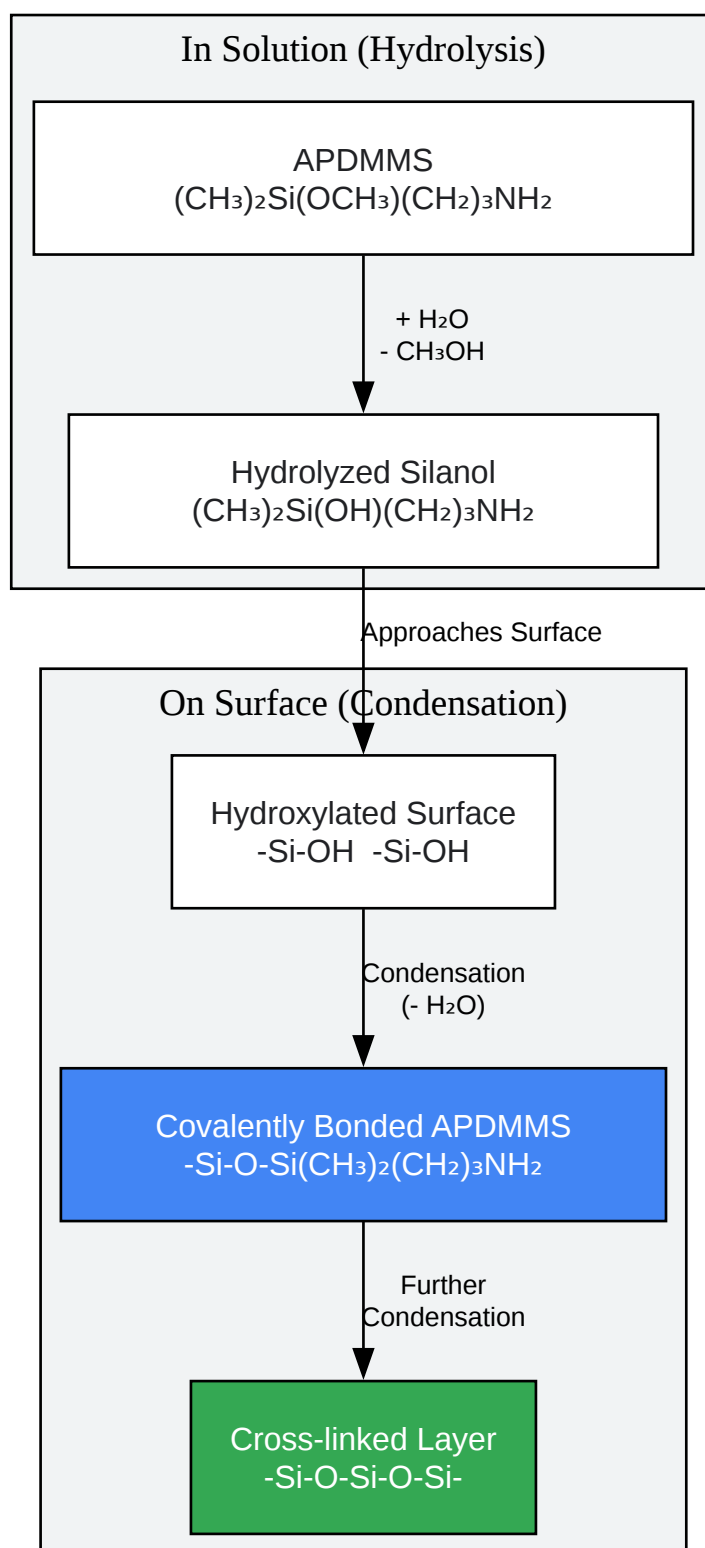 In Solution (Hydrolysis)
APDMMS
(CH₃)₂Si(OCH₃)(CH₂)₃NH₂
+ H₂O
- CH₃OH
Hydrolyzed Silanol
(CH₃)₂Si(OH)(CH₂)₃NH₂
Approaches Surface
On Surface (Condensation)
Hydroxylated Surface
-Si-OH  -Si-OH
Condensation
(- H₂O)
Covalently Bonded APDMMS
-Si-O-Si(CH₃)₂(CH₂)₃NH₂
Further
Condensation
Cross-linked Layer
-Si-O-Si-O-Si-